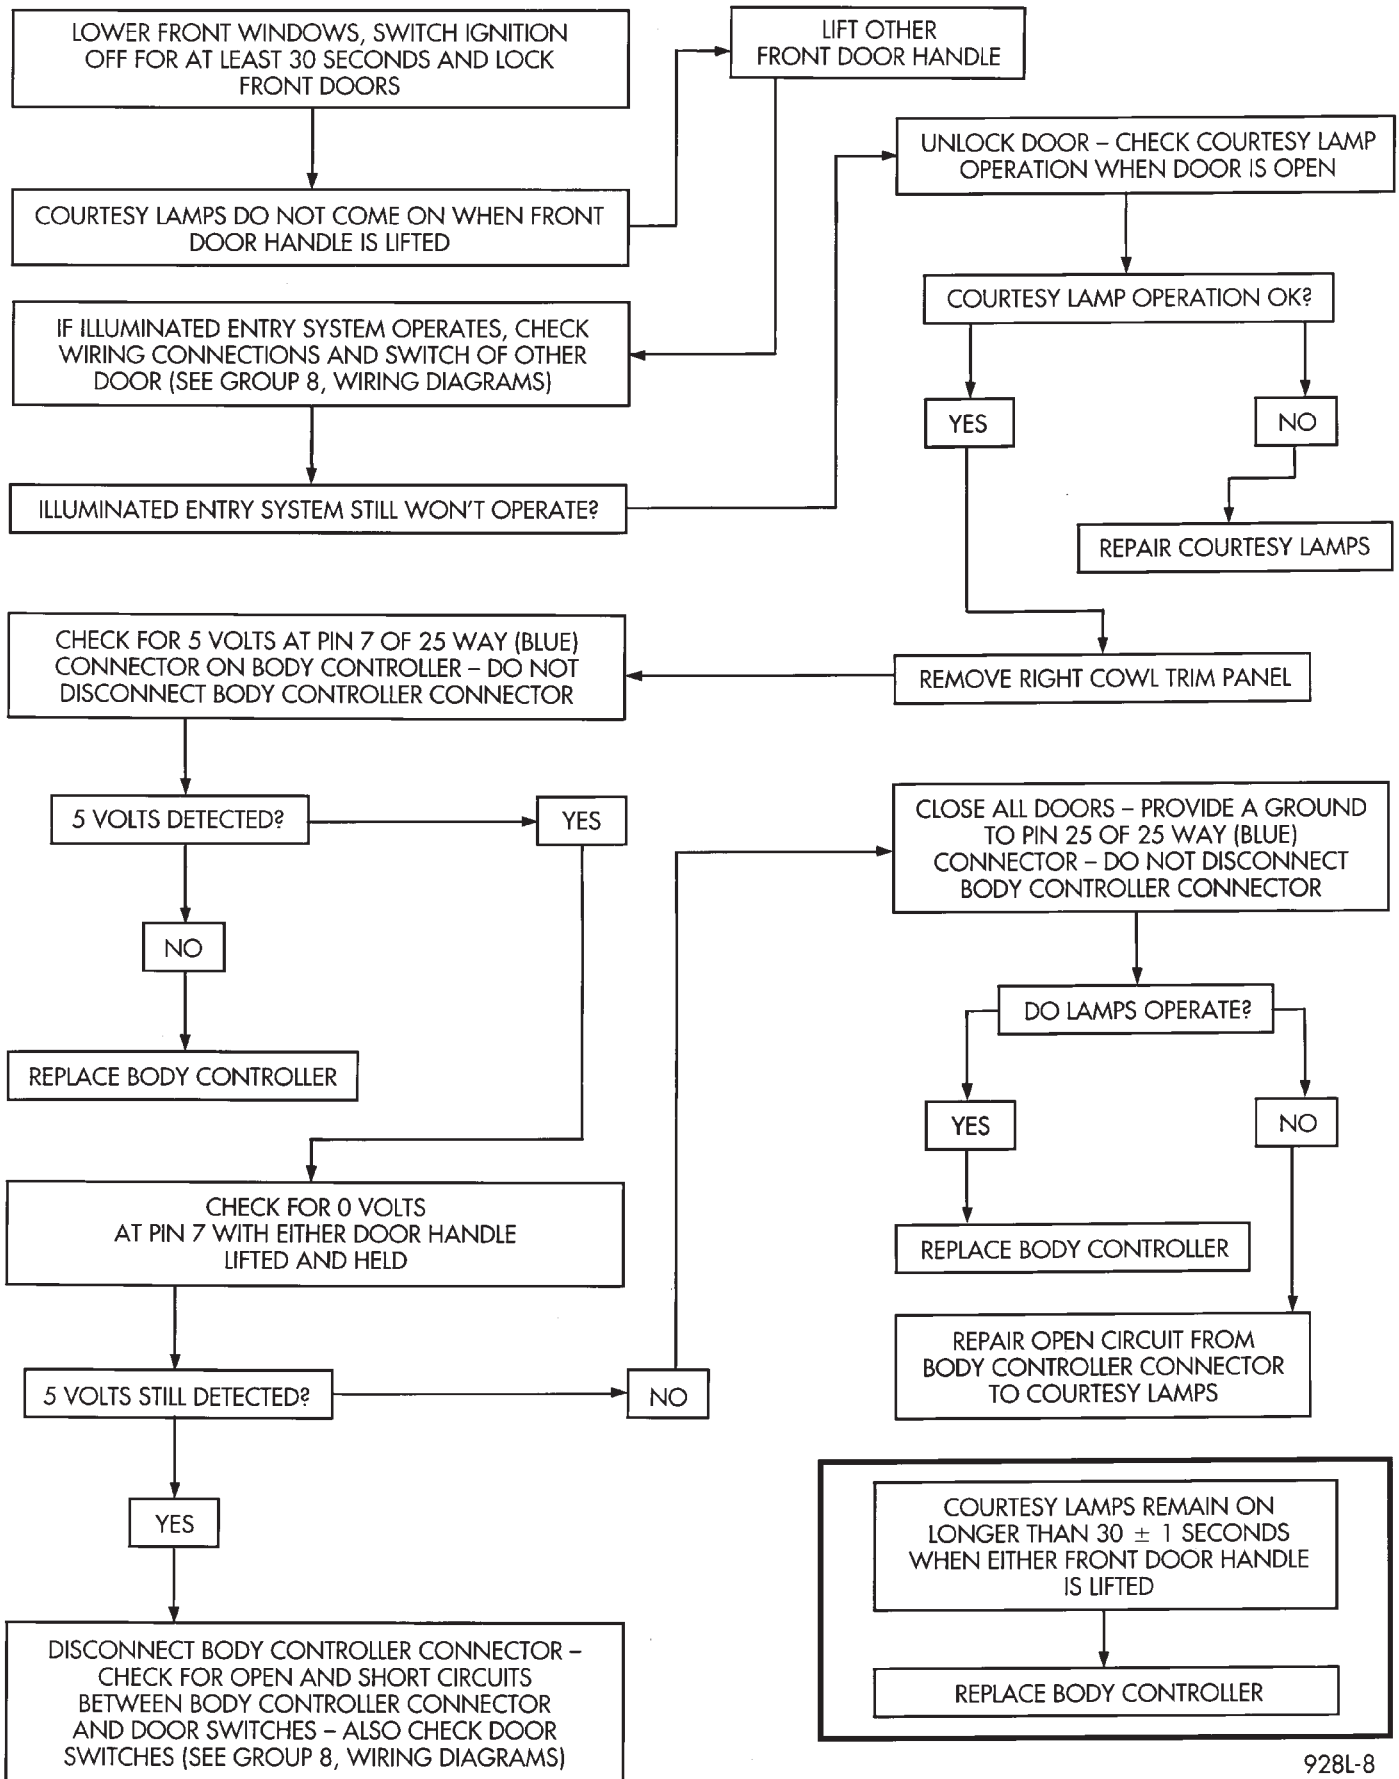 LOWER FRONT WINDOWS, SWITCH IGNITION
OFF FOR AT LEAST 30 SECONDS AND LOCK
FRONT DOORS
COURTESY LAMPS DO NOT COME ON WHEN FRONT
DOOR HANDLE IS LIFTED
LIFT OTHER
FRONT DOOR HANDLE
IF ILLUMINATED ENTRY SYSTEM OPERATES, CHECK
WIRING CONNECTIONS AND SWITCH OF OTHER
DOOR (SEE GROUP 8, WIRING DIAGRAMS)
ILLUMINATED ENTRY SYSTEM STILL WON'T OPERATE?
UNLOCK DOOR – CHECK COURTESY LAMP
OPERATION WHEN DOOR IS OPEN
COURTESY LAMP OPERATION OK?
YES
NO
REPAIR COURTESY LAMPS
REMOVE RIGHT COWL TRIM PANEL
CHECK FOR 5 VOLTS AT PIN 7 OF 25 WAY (BLUE)
CONNECTOR ON BODY CONTROLLER – DO NOT
DISCONNECT BODY CONTROLLER CONNECTOR
5 VOLTS DETECTED?
YES
NO
REPLACE BODY CONTROLLER
CHECK FOR 0 VOLTS
AT PIN 7 WITH EITHER DOOR HANDLE
LIFTED AND HELD
5 VOLTS STILL DETECTED?
NO
YES
DISCONNECT BODY CONTROLLER CONNECTOR –
CHECK FOR OPEN AND SHORT CIRCUITS
BETWEEN BODY CONTROLLER CONNECTOR
AND DOOR SWITCHES – ALSO CHECK DOOR
SWITCHES (SEE GROUP 8, WIRING DIAGRAMS)
CLOSE ALL DOORS – PROVIDE A GROUND
TO PIN 25 OF 25 WAY (BLUE)
CONNECTOR – DO NOT DISCONNECT
BODY CONTROLLER CONNECTOR
DO LAMPS OPERATE?
YES
NO
REPLACE BODY CONTROLLER
REPAIR OPEN CIRCUIT FROM
BODY CONTROLLER CONNECTOR
TO COURTESY LAMPS
COURTESY LAMPS REMAIN ON
LONGER THAN 30 ± 1 SECONDS
WHEN EITHER FRONT DOOR HANDLE
IS LIFTED
REPLACE BODY CONTROLLER
928L-8